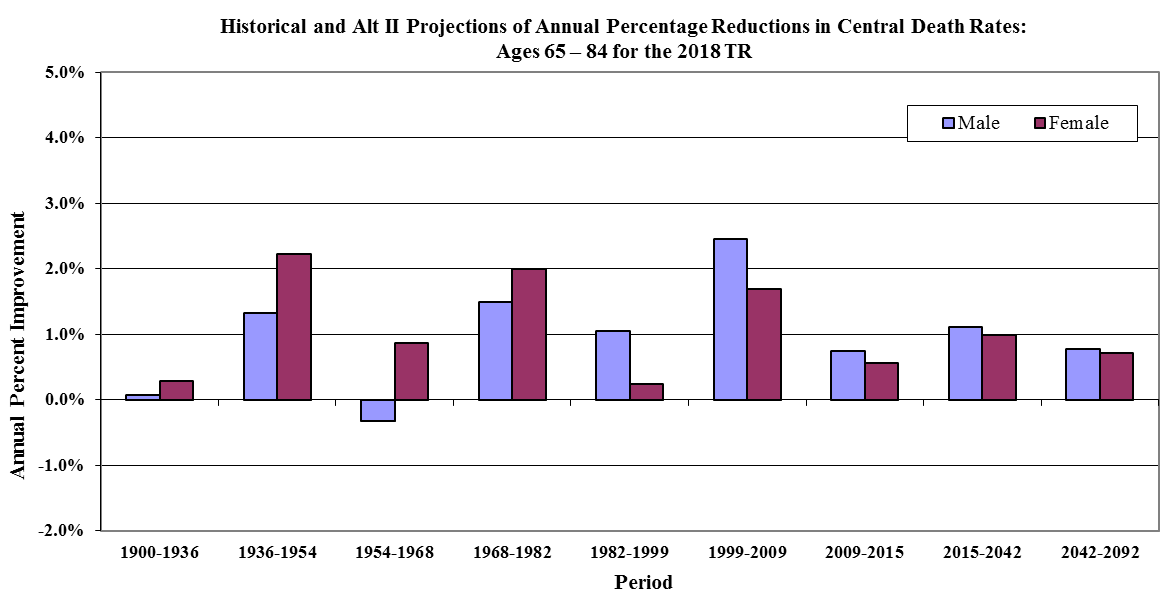 Historical and Alt II Projections of Annual Percentage Reductions in Central Death Rates:
Ages 65 – 84 for the 2018 TR
5.0%
4.0%
3.0%
2.0%
1.0%
0.0%
-1.0%
-2.0%
Annual Percent Improvement
Male
Female
1900-1936
1936-1954
1954-1968
1968-1982
1982-1999
1999-2009
2009-2015
2015-2042
2042-2092
Period